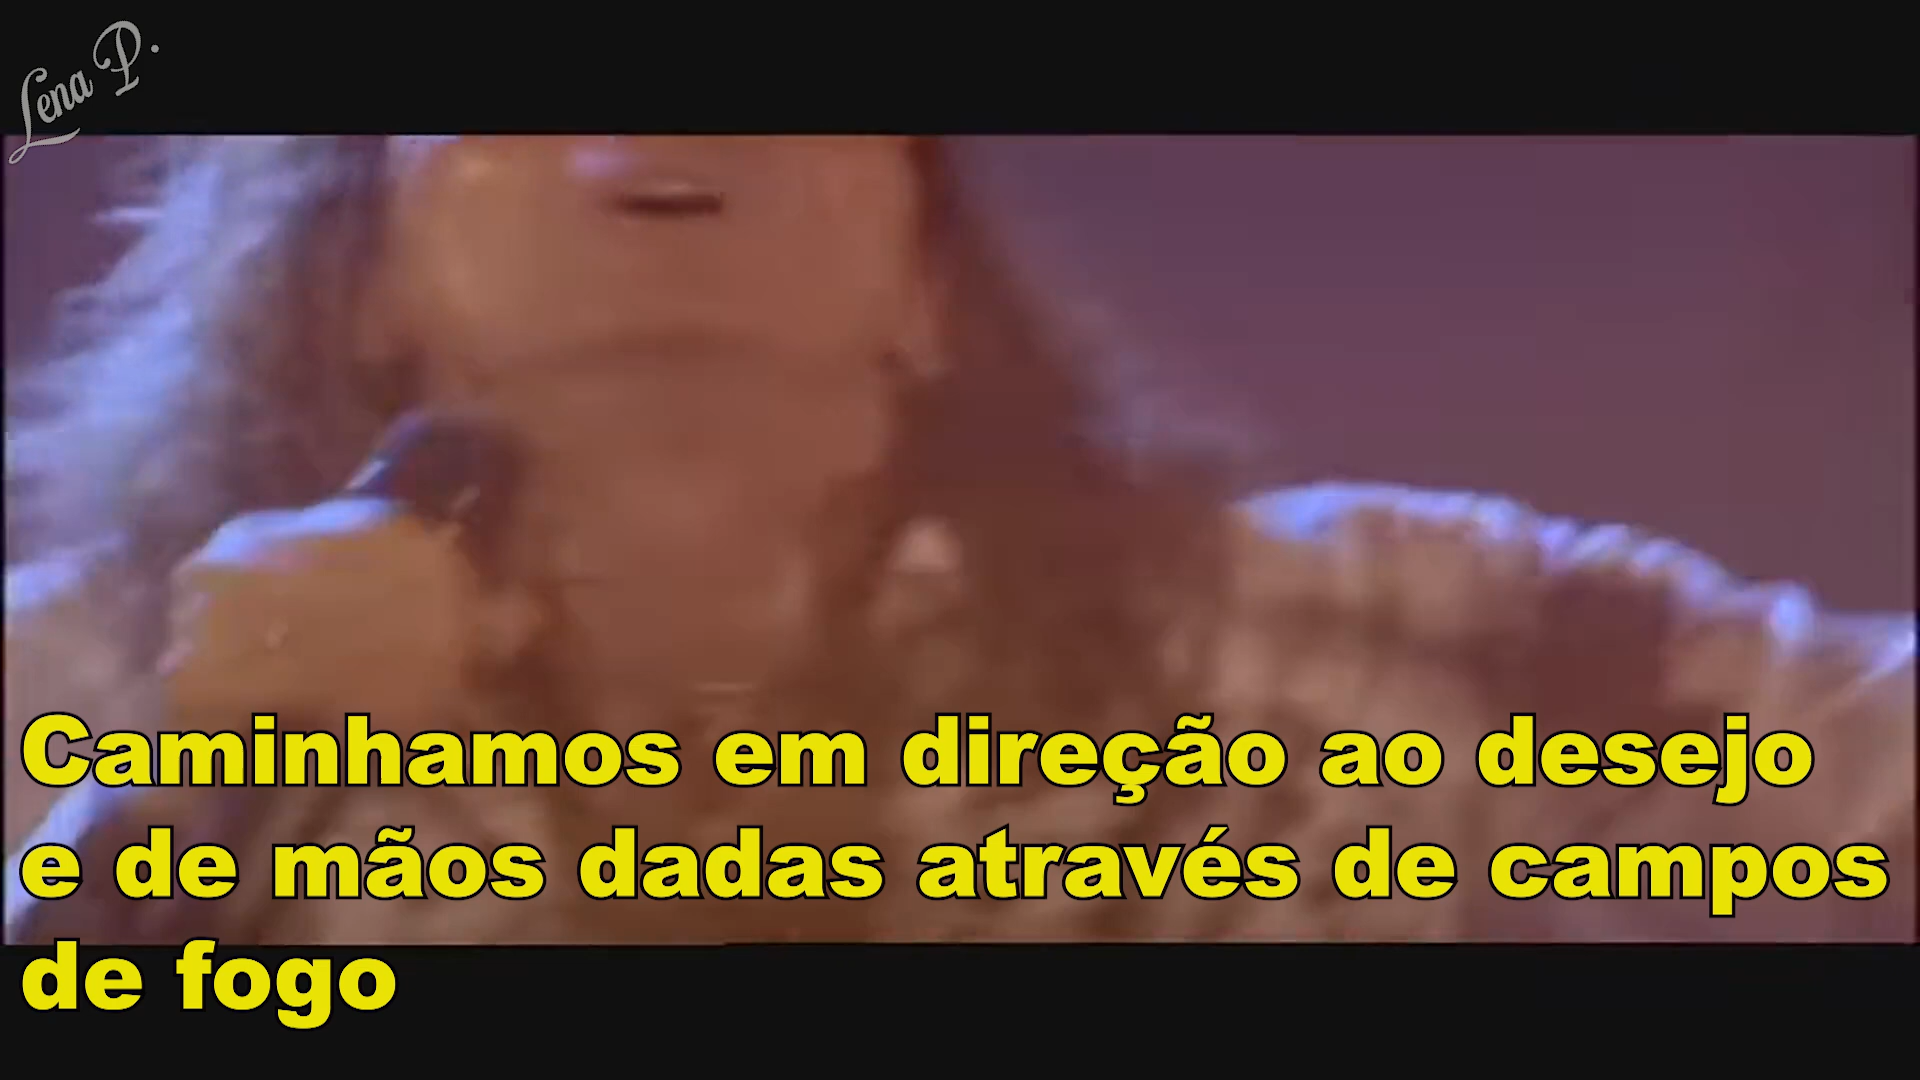 Lena P.
Caminhamos em direção ao desejo
e de mãos dadas através de campos
de fogo